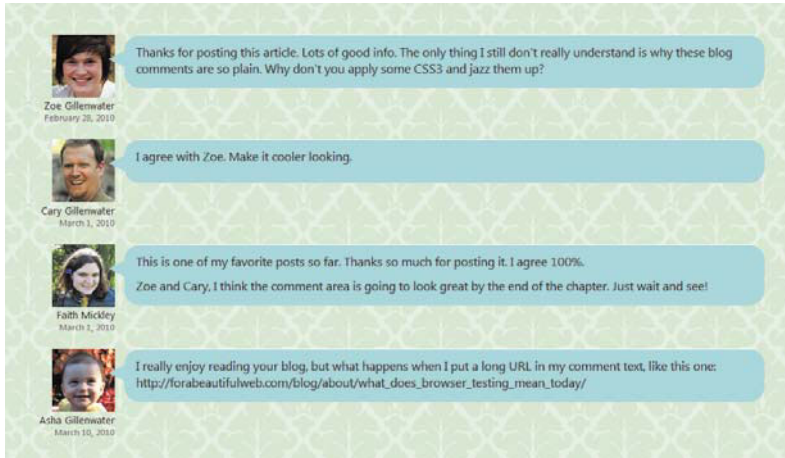 Thanks for posting this article. Lots of good info. The only thing I still don't really understand is why these blog
comments are so plain. Why don't you apply some CSS3 and jazz them up?
Zoe Gillenwater
February 28, 2010
I agree with Zoe. Make it cooler looking.
Cary Gillenwater
March 1, 2010
This is one of my favorite posts so far. Thanks so much for posting it. I agree 100%.
Zoe and Cary, I think the comment area is going to look great by the end of the chapter. Just wait and see!
Faith Mickley
March 1, 2010
I really enjoy reading your blog, but what happens when I put a long URL in my comment text, like this one:
http://forabeautifulweb.com/blog/about/what_does_browser_testing_mean_today/
Asha Gillenwater
March 10, 2010